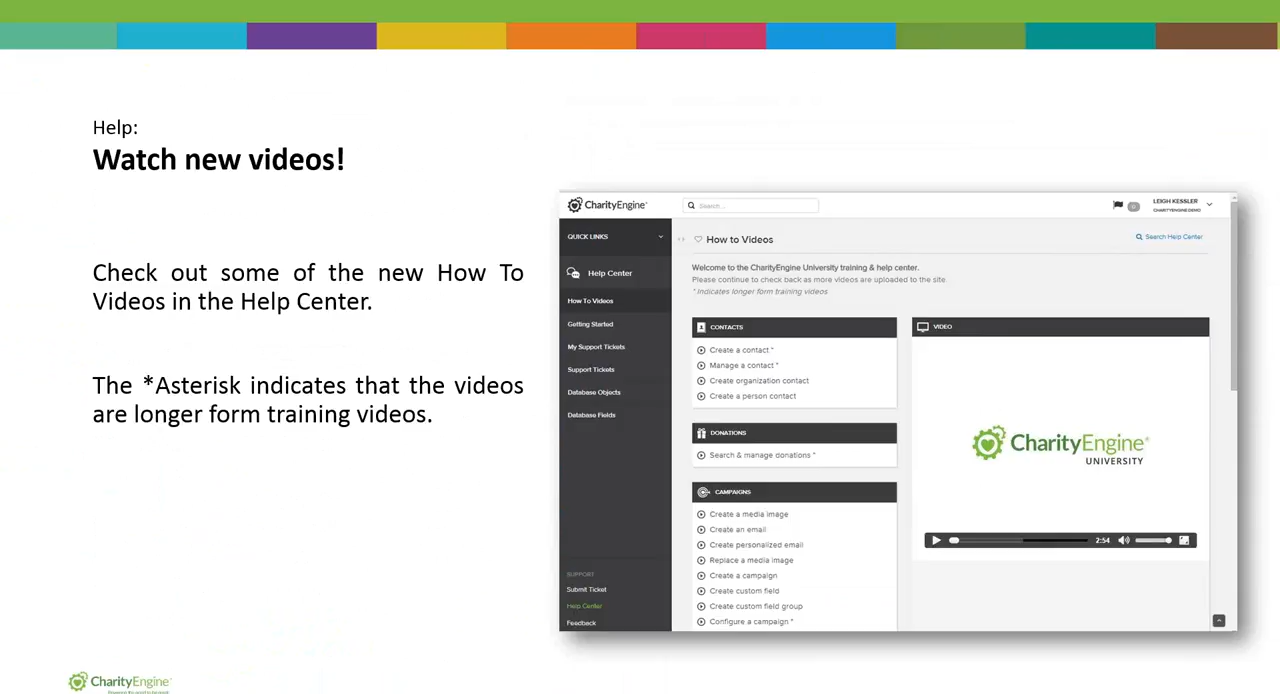 Help:
Watch new videos!
Check out some of the new How To
Videos in the Help Center.
The *Asterisk indicates that the videos
are longer form training videos.
CharityEngine
Search...
LEIGH KESSLER
CHARITYENGINE DEMO
QUICK LINKS
Help Center
How To Videos
Getting Started
My Support Tickets
Support Tickets
Database Objects
Database Fields
SUPPORT
Submit Ticket
Help Center
Feedback
How to Videos
Search Help Center
Welcome to the CharityEngine University training & help center.
Please continue to check back as more videos are uploaded to the site.
* Indicates longer form training videos
CONTACTS
Create a contact *
Manage a contact *
Create organization contact
Create a person contact
DONATIONS
Search & manage donations *
CAMPAIGNS
Create a media image
Create an email
Create personalized email
Replace a media image
Create a campaign
Create custom field
Create custom field group
Configure a campaign *
VIDEO
CharityEngine
UNIVERSITY
2:54
CharityEngine